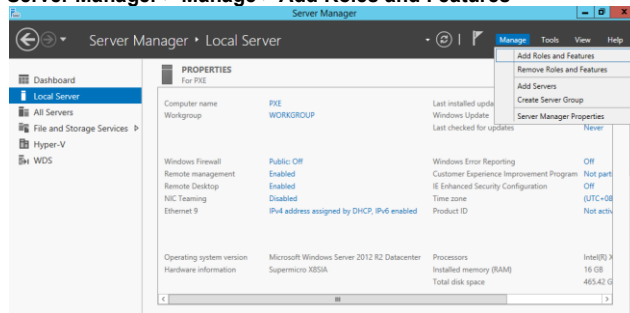 Server Manager > Manage > Add Roles and Features
Server Manager
Server Manager • Local Server
Manage Tools View Help
Add Roles and Features
Remove Roles and Features
Add Servers
Create Server Group
Server Manager Properties
Dashboard
Local Server
All Servers
File and Storage Services
Hyper-V
WDS
PROPERTIES
For PXE
Computer name PXE Last installed upda
Workgroup WORKGROUP Windows Update
Last checked for updates Never
Windows Firewall Public: Off Windows Error Reporting Off
Remote management Enabled Customer Experience Improvement Program Not part
Remote Desktop Enabled IE Enhanced Security Configuration Off
NIC Teaming Disabled Time zone (UTC+08
Ethernet 9 IPv4 address assigned by DHCP, IPv6 enabled Product ID Not activ
Operating system version Microsoft Windows Server 2012 R2 Datacenter Processors Intel(R) X
Hardware information Supermicro X8SIA Installed memory (RAM) 16 GB
Total disk space 465.42 G